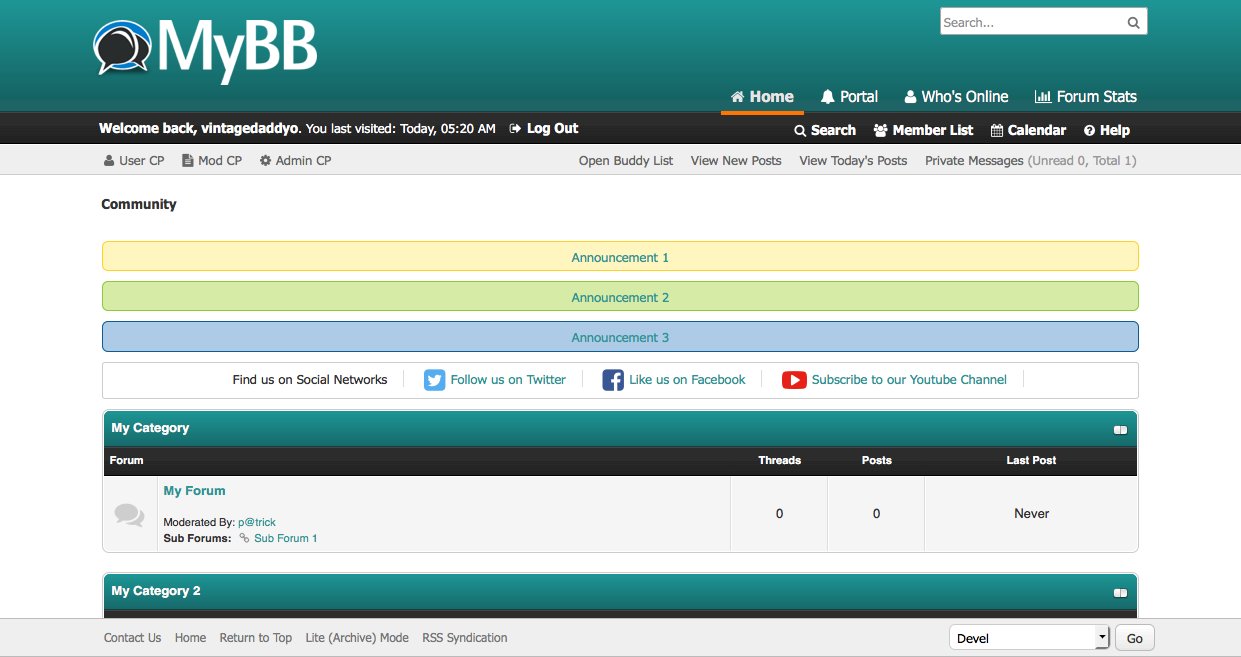 MyBB
Search...
Home Portal Who's Online Forum Stats
Welcome back, vintagedaddyo. You last visited: Today, 05:20 AM Log Out
Search Member List Calendar Help
User CP Mod CP Admin CP
Open Buddy List View New Posts View Today's Posts Private Messages (Unread 0, Total 1)
Community
Announcement 1
Announcement 2
Announcement 3
Find us on Social Networks Follow us on Twitter Like us on Facebook Subscribe to our Youtube Channel
My Category
Forum Threads Posts Last Post
My Forum
0 0 Never
Moderated By: p@trick
Sub Forums: Sub Forum 1
My Category 2
Contact Us Home Return to Top Lite (Archive) Mode RSS Syndication Devel Go